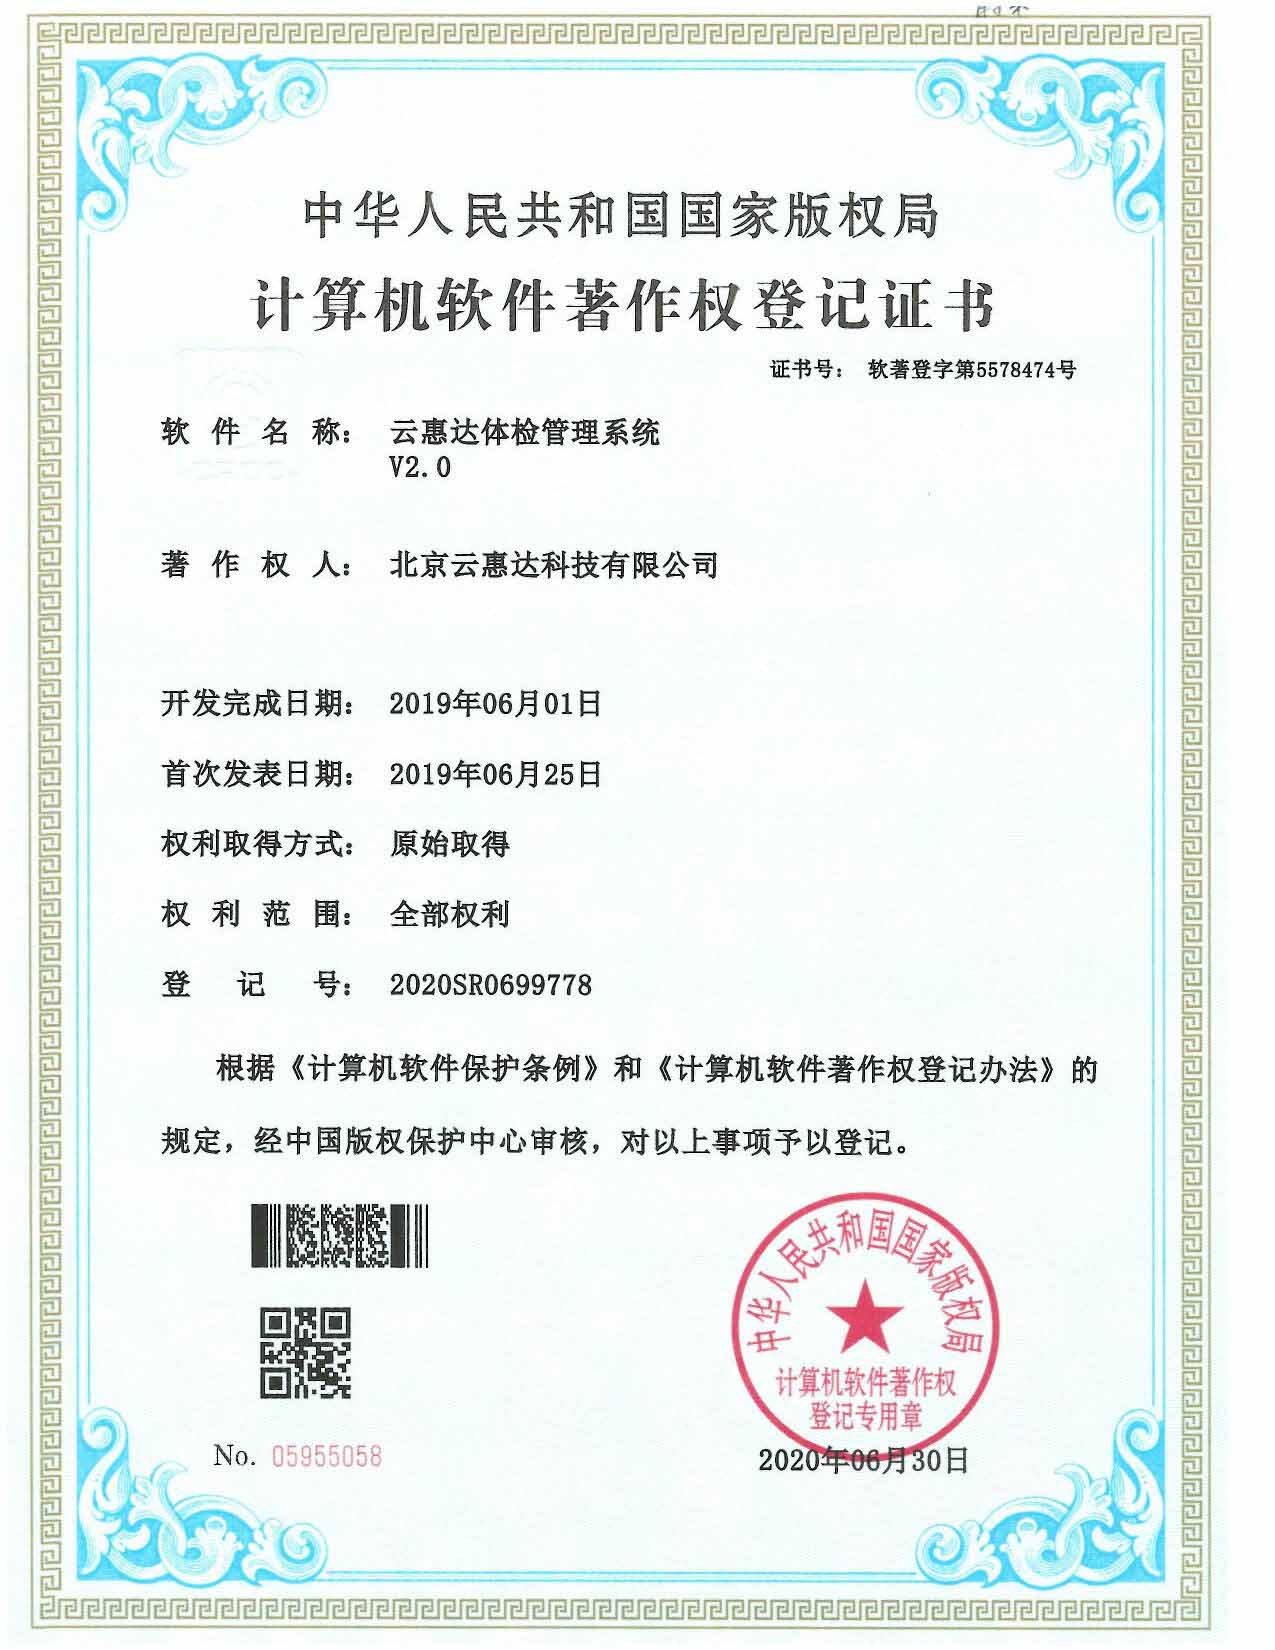 中华人民共和国国家版权局
计算机软件著作权登记证书
证书号： 软著登字第5578474号
软件名称： 云惠达体检管理系统
V2.0
著作权人： 北京云惠达科技有限公司
开发完成日期： 2019年06月01日
首次发表日期： 2019年06月25日
权利取得方式： 原始取得
权利范围： 全部权利
登记号： 2020SR0699778
根据《计算机软件保护条例》和《计算机软件著作权登记办法》的
规定，经中国版权保护中心审核，对以上事项予以登记。
中华人民共和国国家版权局
计算机软件著作权
登记专用章
No. 05955058
2020年06月30日